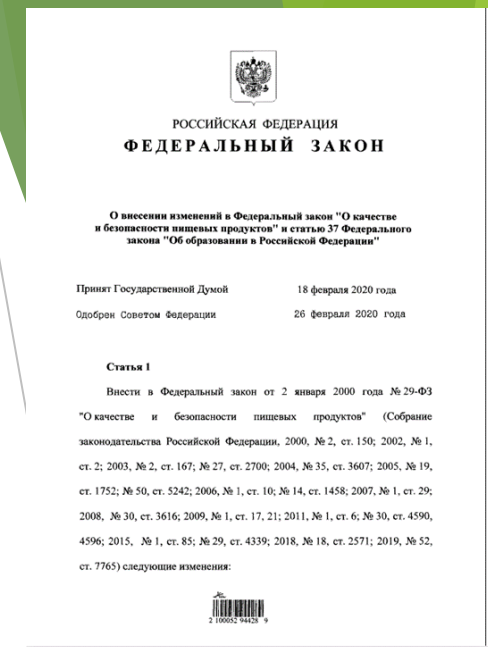 РОССИЙСКАЯ ФЕДЕРАЦИЯ
ФЕДЕРАЛЬНЫЙ ЗАКОН
О внесении изменений в Федеральный закон "О качестве
и безопасности пищевых продуктов" и статью 37 Федерального
закона "Об образовании в Российской Федерации"
Принят Государственной Думой 18 февраля 2020 года
Одобрен Советом Федерации 26 февраля 2020 года
Статья 1
Внести в Федеральный закон от 2 января 2000 года № 29-ФЗ
"О качестве и безопасности пищевых продуктов" (Собрание
законодательства Российской Федерации, 2000, № 2, ст. 150; 2002, № 1,
ст. 2; 2003, № 2, ст. 167; № 27, ст. 2700; 2004, № 35, ст. 3607; 2005, № 19,
ст. 1752; № 50, ст. 5242; 2006, № 1, ст. 10; № 14, ст. 1458; 2007, № 1, ст. 29;
2008, № 30, ст. 3616; 2009, № 1, ст. 17, 21; 2011, № 1, ст. 6; № 30, ст. 4590,
4596; 2015, № 1, ст. 85; № 29, ст. 4339; 2018, № 18, ст. 2571; 2019, № 52,
ст. 7765) следующие изменения:
2 100052 94428 9